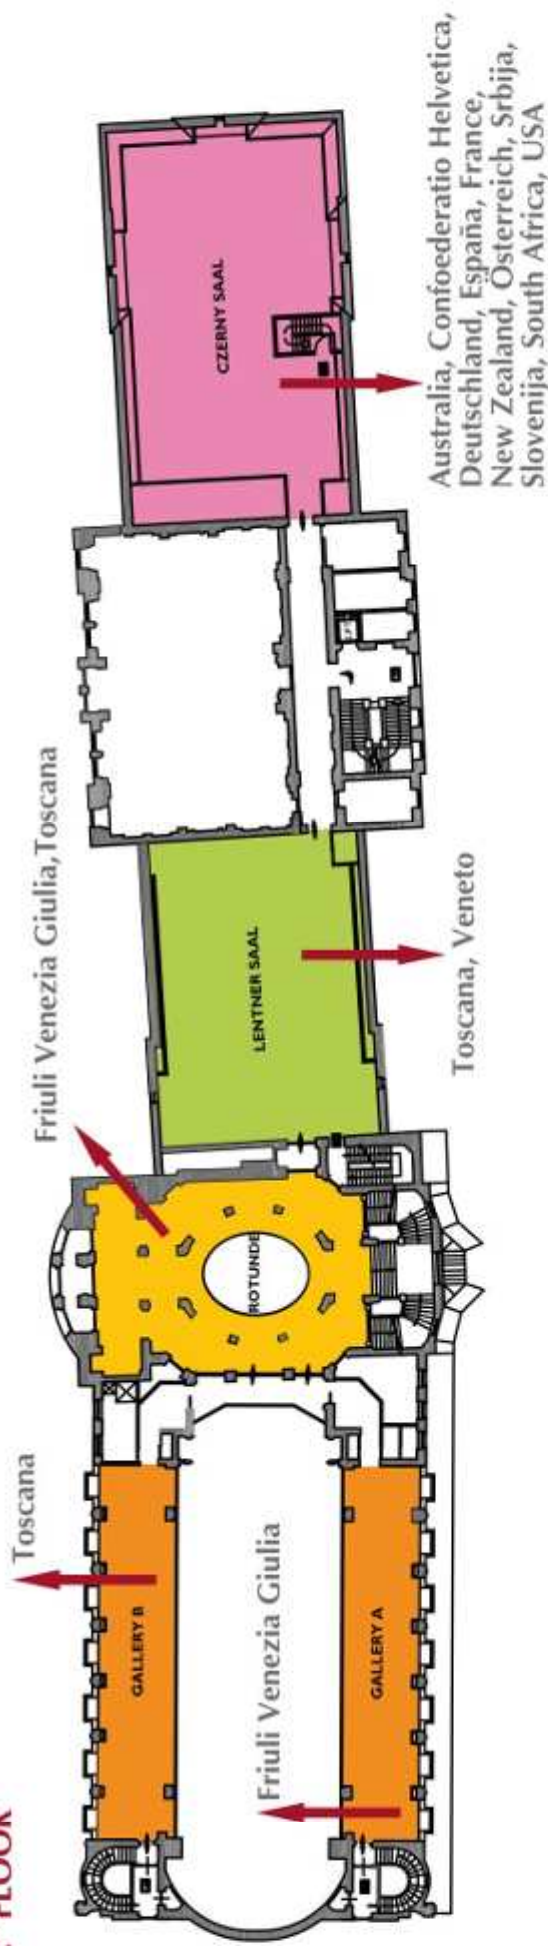 FLOOR
Toscana
GALLERY B
Friuli Venezia Giulia
GALLERY A
Friuli Venezia Giulia,Toscana
ROTUNDE
LENTNER SAAL
Toscana, Veneto
CZERNY SAAL
Australia, Confoederatio Helvetica,
Deutschland, España, France,
New Zealand, Österreich, Srbija,
Slovenija, South Africa, USA